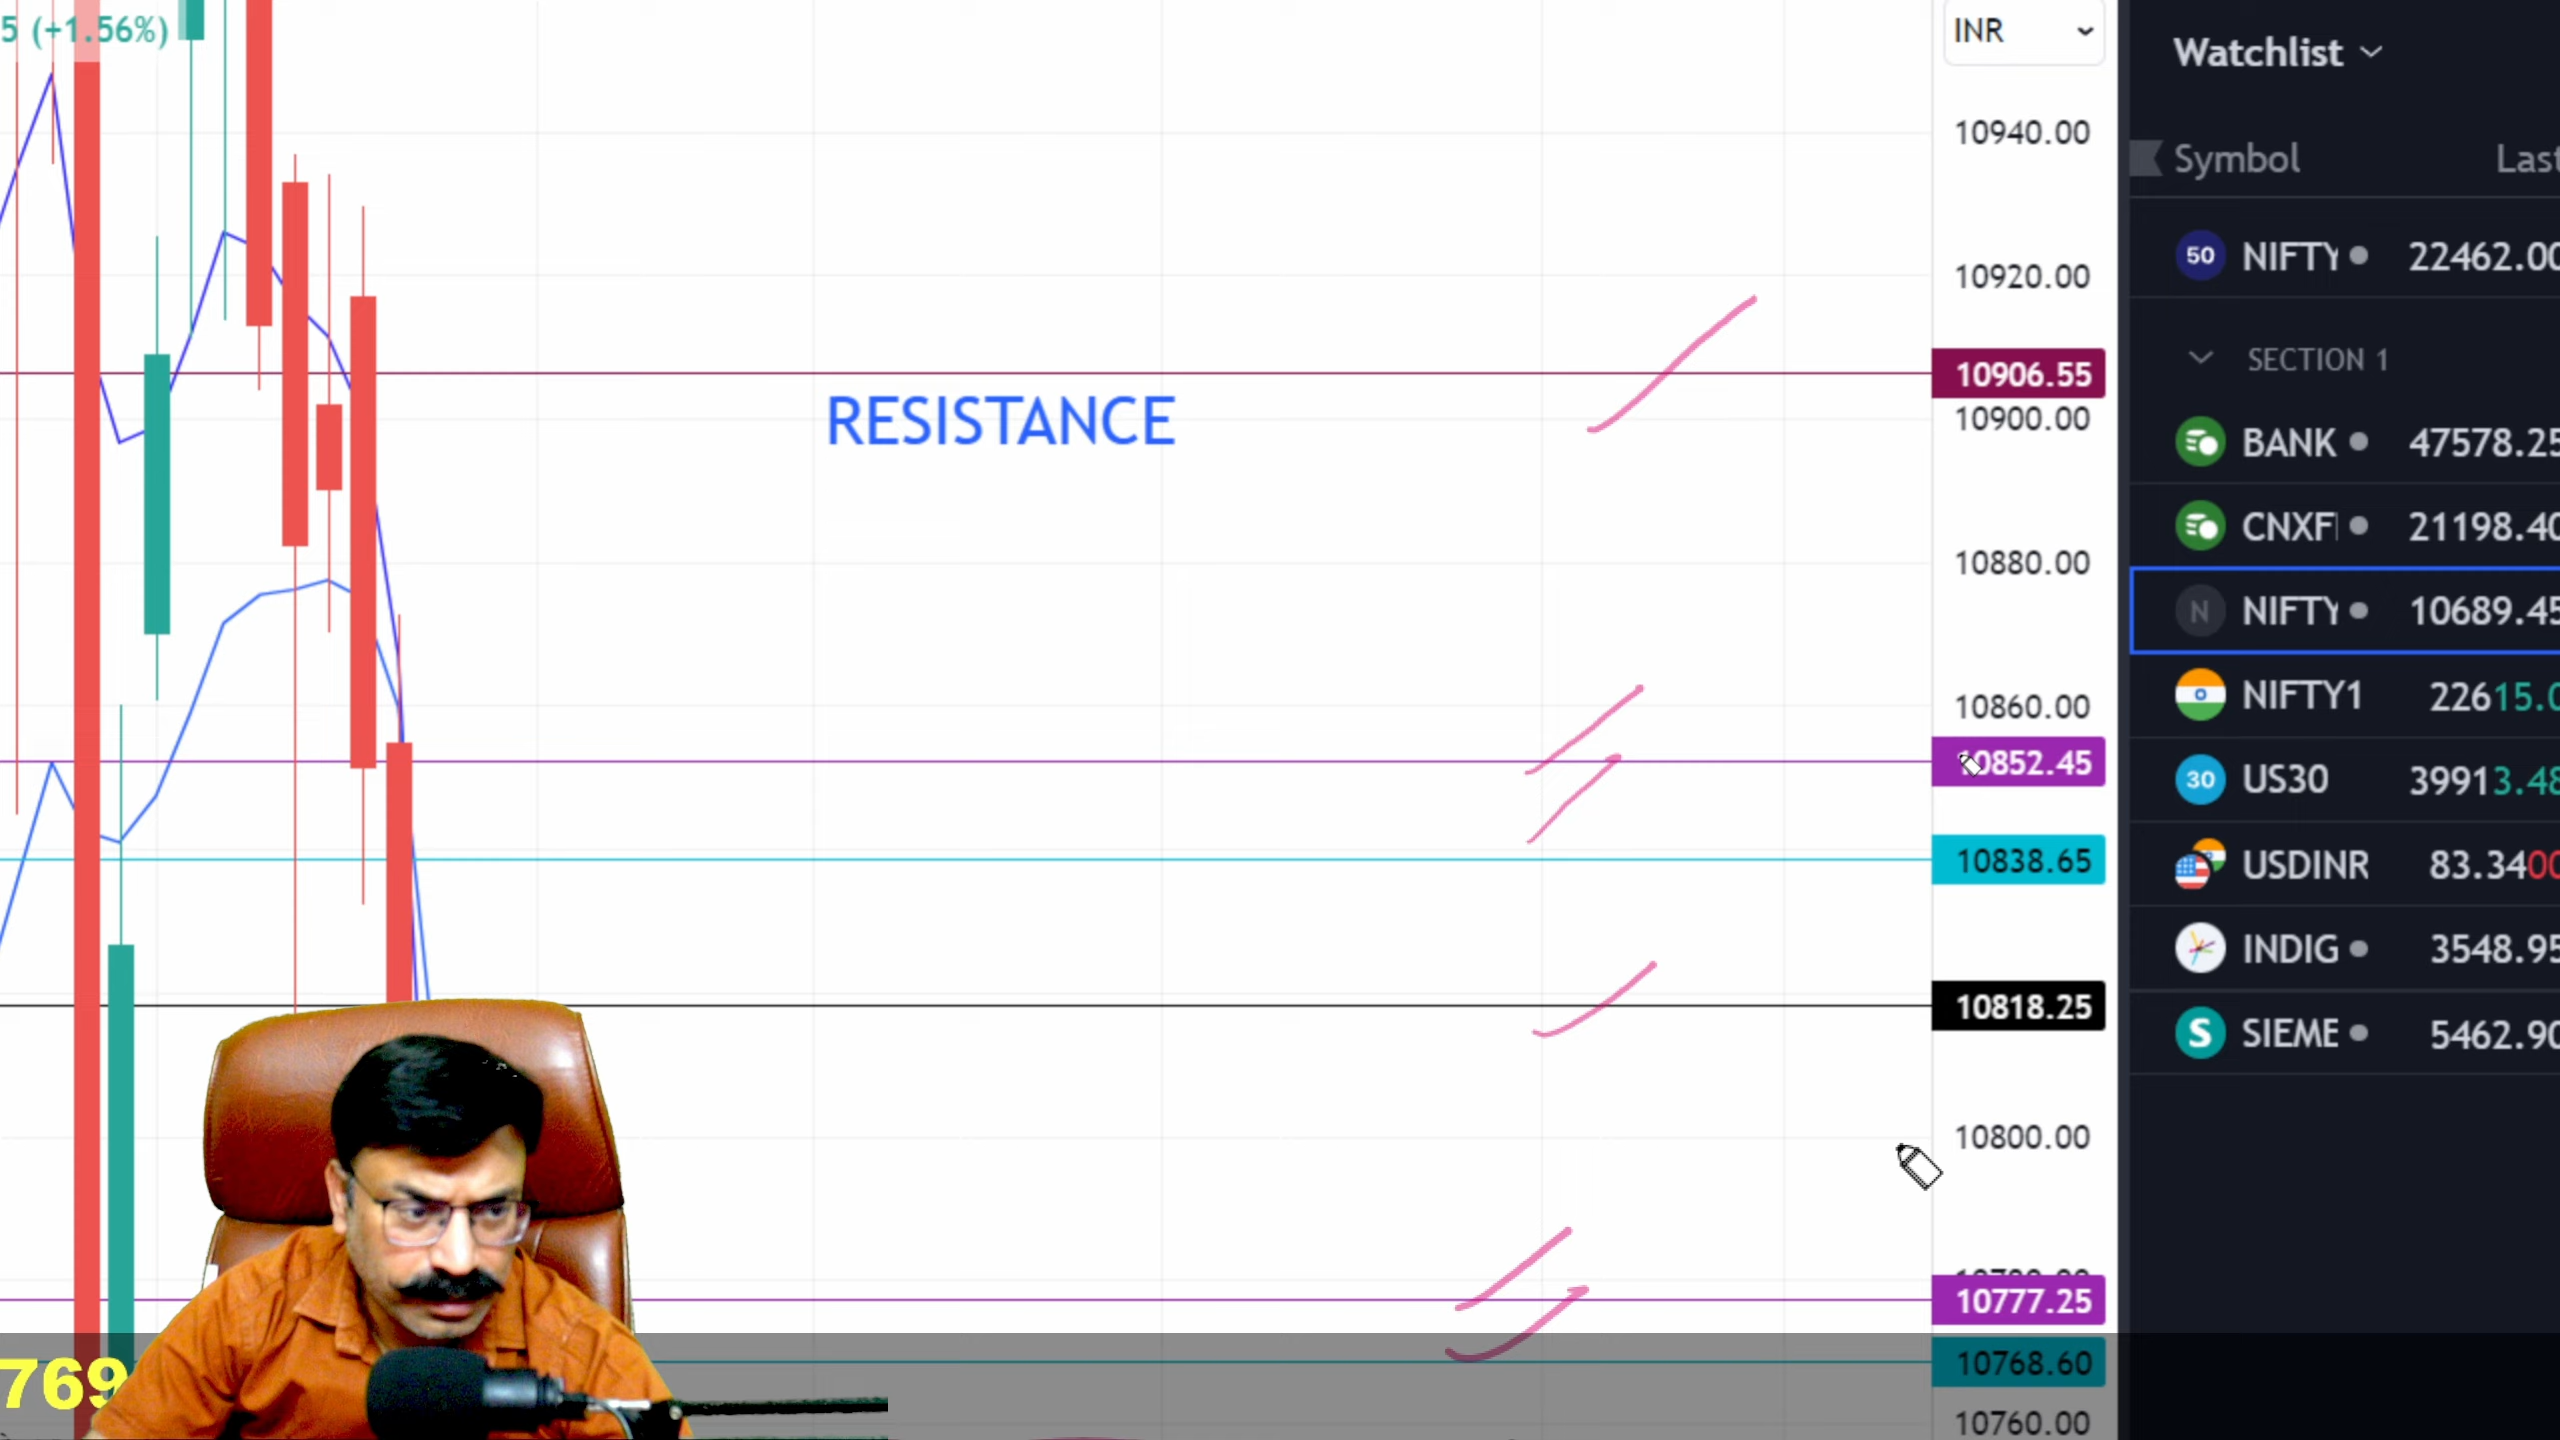 5 (+1.56%)
INR
10940.00
10920.00
10906.55
10900.00
RESISTANCE
10880.00
10860.00
10852.45
10838.65
10818.25
10800.00
10777.25
10768.60
10760.00
769
Watchlist
Symbol Last
50 NIFTY 22462.00
SECTION 1
BANK 47578.25
CNXF 21198.40
N NIFTY 10689.45
NIFTY1 22615.0
30 US30 39913.48
USDINR 83.3400
INDIG 3548.95
S SIEME 5462.90